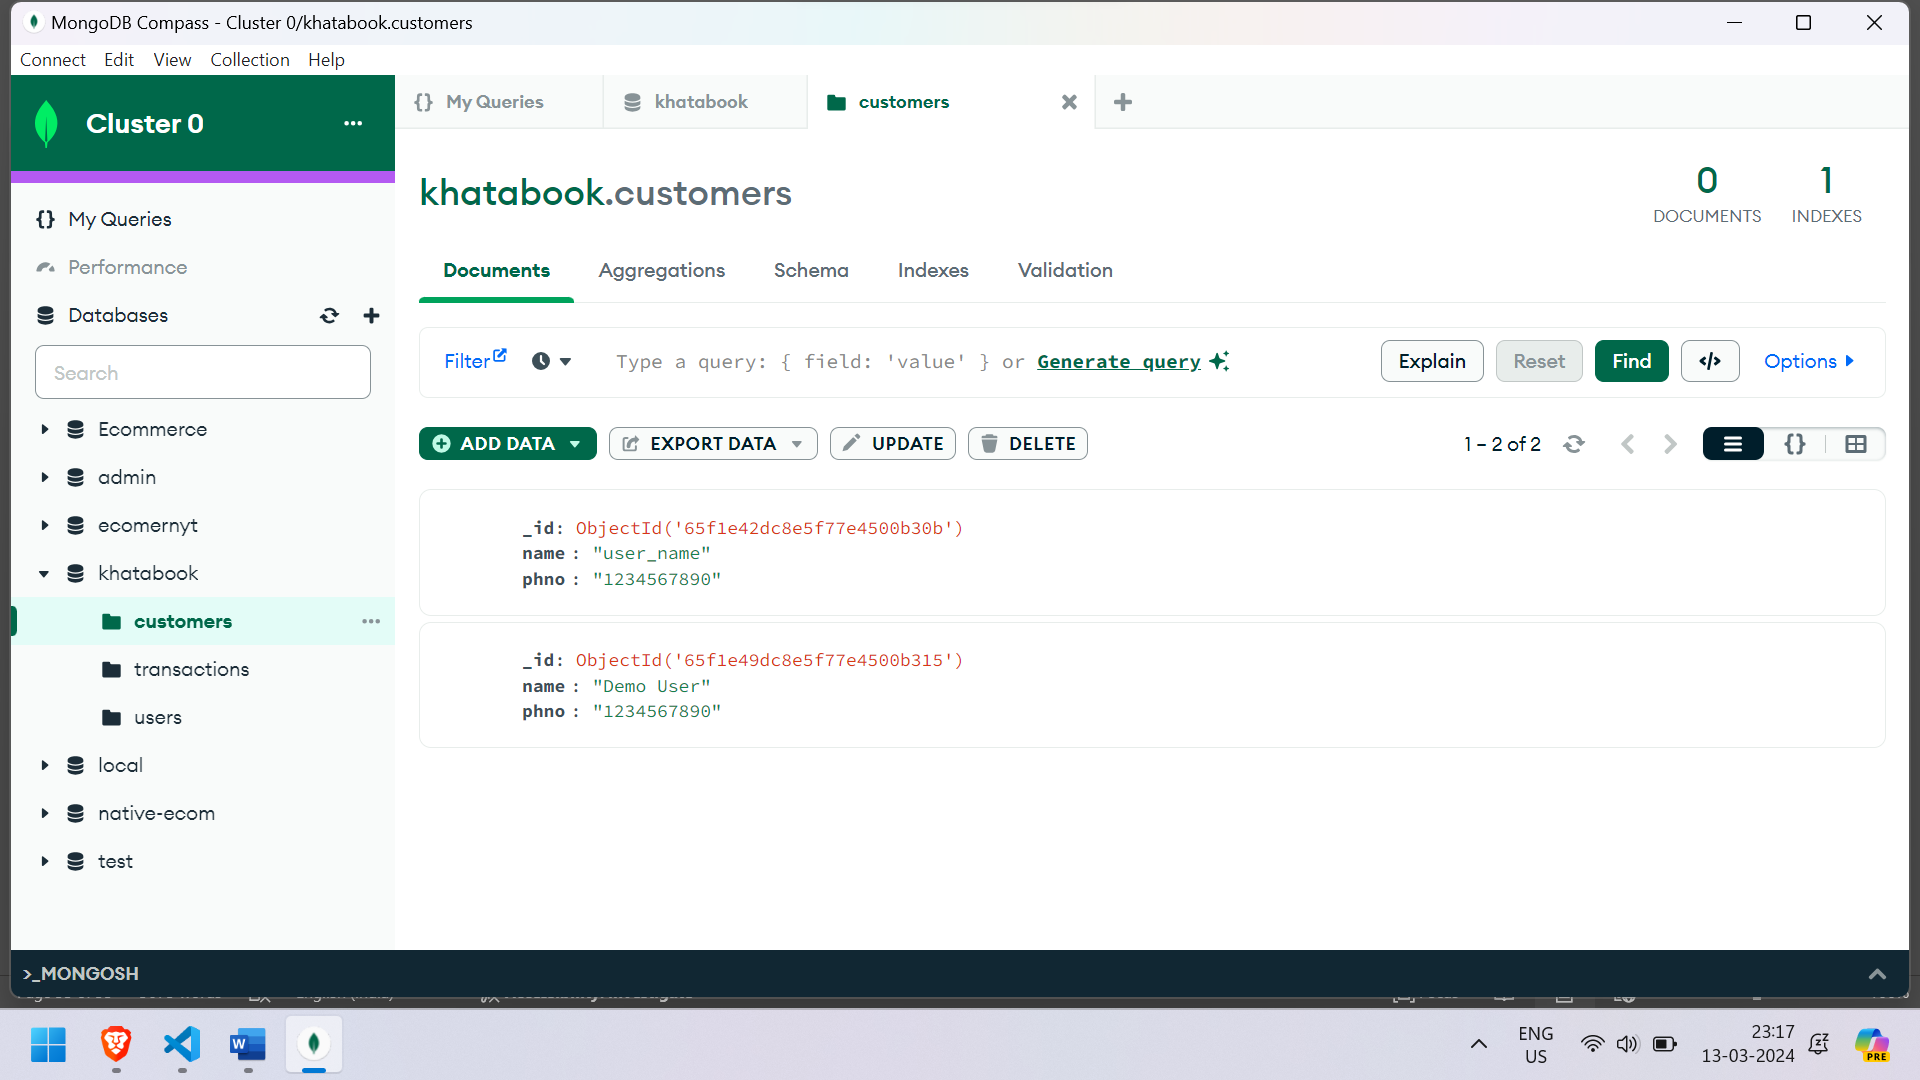 MongoDB Compass - Cluster 0/khatabook.customers
Connect Edit View Collection Help
Cluster 0
My Queries
Performance
Databases
Search
Ecommerce
admin
ecomernyt
khatabook
customers
transactions
users
local
native-ecom
test
My Queries
khatabook
customers
khatabook.customers
0
DOCUMENTS
1
INDEXES
Documents Aggregations Schema Indexes Validation
Filter
Type a query: { field: 'value' } or Generate query
Explain
Reset
Find
</>
Options
ADD DATA
EXPORT DATA
UPDATE
DELETE
1 – 2 of 2
{}
_id: ObjectId('65f1e42dc8e5f77e4500b30b')
name : "user_name"
phno : "1234567890"
_id: ObjectId('65f1e49dc8e5f77e4500b315')
name : "Demo User"
phno : "1234567890"
>_MONGOSH
W
ENG
US
23:17
13-03-2024
PRE